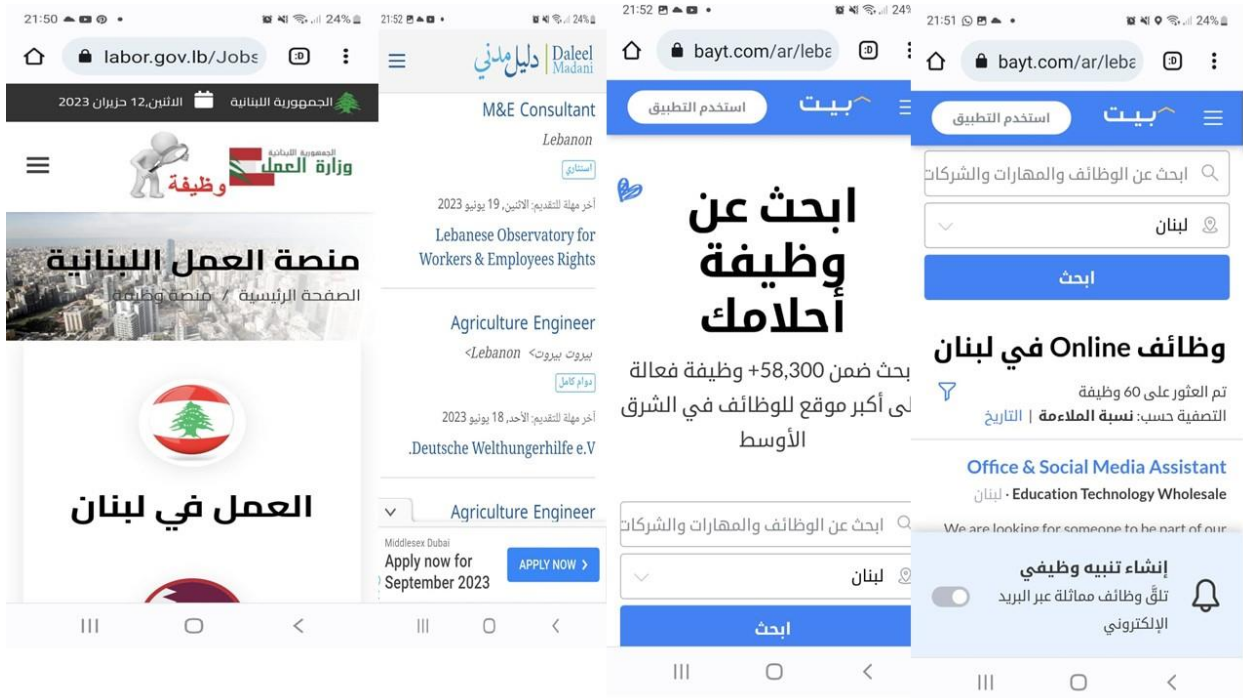 21:50
24%
labor.gov.lb/Jobs
:D
الجمهورية اللبنانية
الاثنين,12 حزيران 2023
الجمهورية اللبنانية
وزارة العمل
وظيفة
منصة العمل اللبنانية
الصفحة الرئيسية / منصة وظيفة
العمل في لبنان
21:52
24%
دليل مدني
Daleel
Madani
M&E Consultant
Lebanon
استشاري
آخر مهلة للتقديم: الاثنين, 19 يونيو 2023
Lebanese Observatory for
Workers & Employees Rights
Agriculture Engineer
بيروت بيروت> Lebanon>
دوام كامل
آخر مهلة للتقديم: الأحد, 18 يونيو 2023
Deutsche Welthungerhilfe e.V.
Agriculture Engineer
Middlesex Dubai
Apply now for
September 2023
APPLY NOW
21:52
24%
bayt.com/ar/leba
:D
بيت
استخدم التطبيق
ابحث عن
وظيفة
أحلامك
بحث ضمن 58,300+ وظيفة فعالة
لى أكبر موقع للوظائف في الشرق
الأوسط
ابحث عن الوظائف والمهارات والشركات
لبنان
ابحث
21:51
24%
bayt.com/ar/leba
:D
بيت
استخدم التطبيق
ابحث عن الوظائف والمهارات والشركات
لبنان
ابحث
وظائف Online في لبنان
تم العثور على 60 وظيفة
التصفية حسب: نسبة الملاءمة | التاريخ
Office & Social Media Assistant
Education Technology Wholesale · لبنان
We are looking for someone to be part of our
إنشاء تنبيه وظيفي
تلقَّ وظائف مماثلة عبر البريد
الإلكتروني